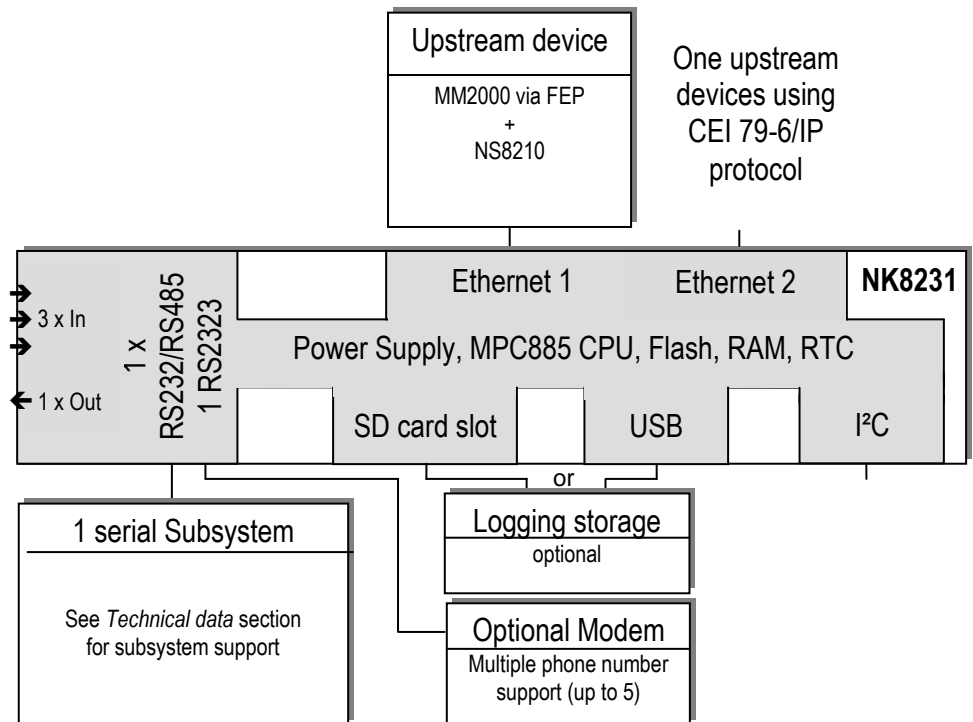 Upstream device
MM2000 via FEP
+
NS8210
One upstream
devices using
CEI 79-6/IP
protocol
3 x In
1 x Out
1 x
RS232/RS485
1 RS2323
Ethernet 1
Ethernet 2
NK8231
Power Supply, MPC885 CPU, Flash, RAM, RTC
SD card slot
USB
I²C
or
1 serial Subsystem
See Technical data section
for subsystem support
Logging storage
optional
Optional Modem
Multiple phone number
support (up to 5)